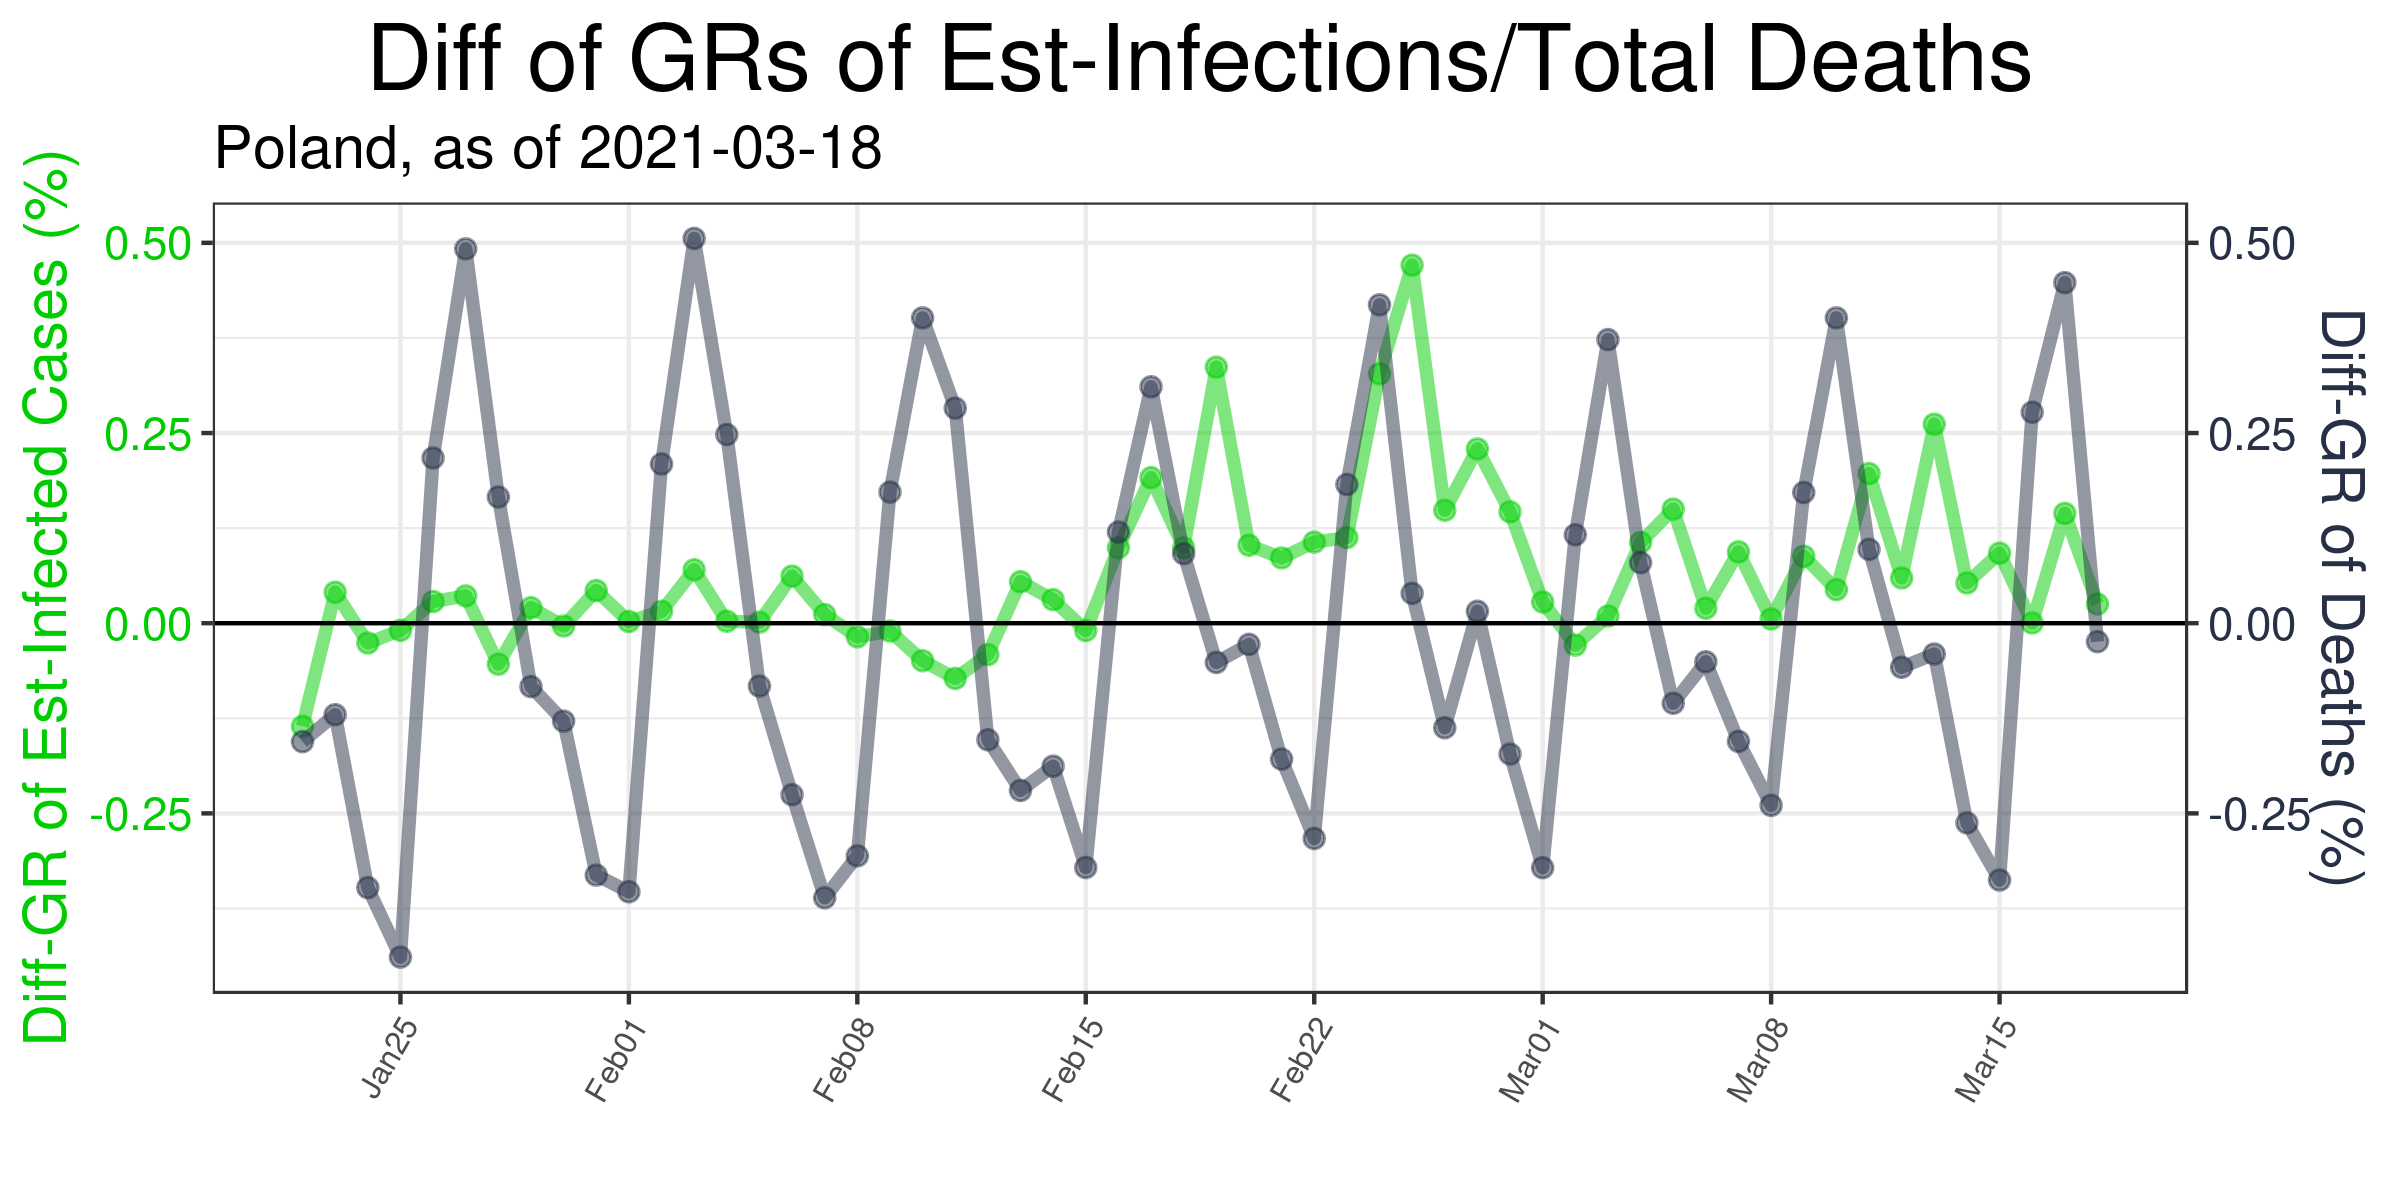 Diff of GRs of Est-Infections/Total Deaths
Poland, as of 2021-03-18
Diff-GR of Est-Infected Cases (%)
0.50
0.25
0.00
-0.25
0.50
0.25
0.00
-0.25
Diff-GR of Deaths (%)
Jan25
Feb01
Feb08
Feb15
Feb22
Mar01
Mar08
Mar15